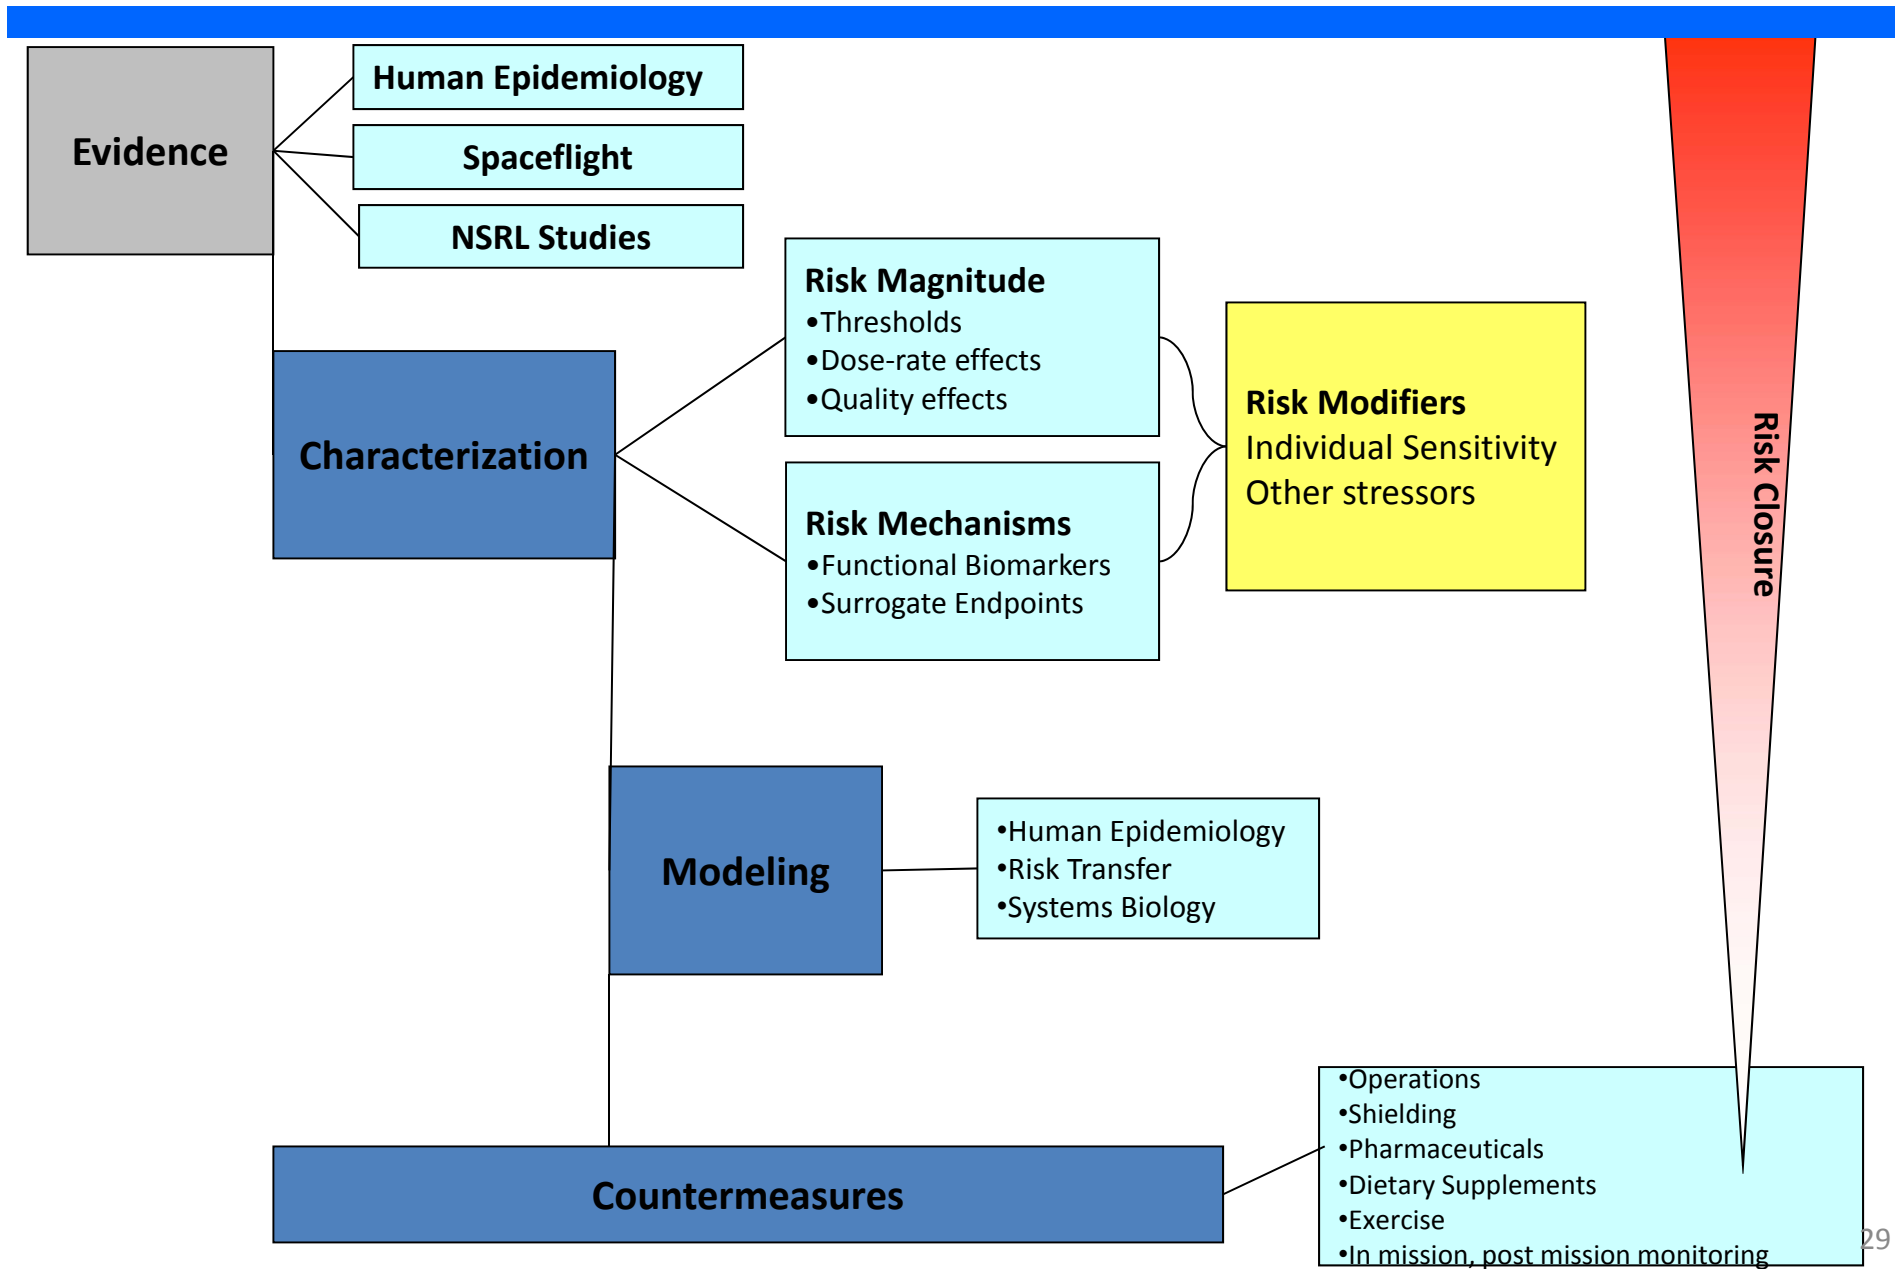 Evidence
Human Epidemiology
Spaceflight
NSRL Studies
Characterization
Risk Magnitude
•Thresholds
•Dose-rate effects
•Quality effects
Risk Mechanisms
•Functional Biomarkers
•Surrogate Endpoints
Risk Modifiers
Individual Sensitivity
Other stressors
Risk Closure
Modeling
•Human Epidemiology
•Risk Transfer
•Systems Biology
Countermeasures
•Operations
•Shielding
•Pharmaceuticals
•Dietary Supplements
•Exercise
•In mission, post mission monitoring
29